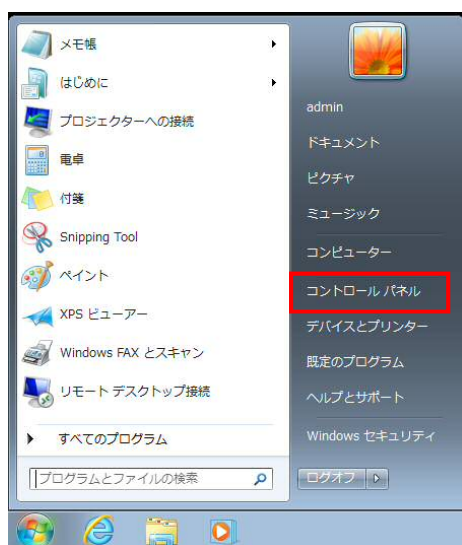 メモ帳
はじめに
プロジェクターへの接続
電卓
付箋
Snipping Tool
ペイント
XPS ビューアー
Windows FAX とスキャン
リモート デスクトップ接続
すべてのプログラム
プログラムとファイルの検索
admin
ドキュメント
ピクチャ
ミュージック
コンピューター
コントロール パネル
デバイスとプリンター
既定のプログラム
ヘルプとサポート
Windows セキュリティ
ログオフ